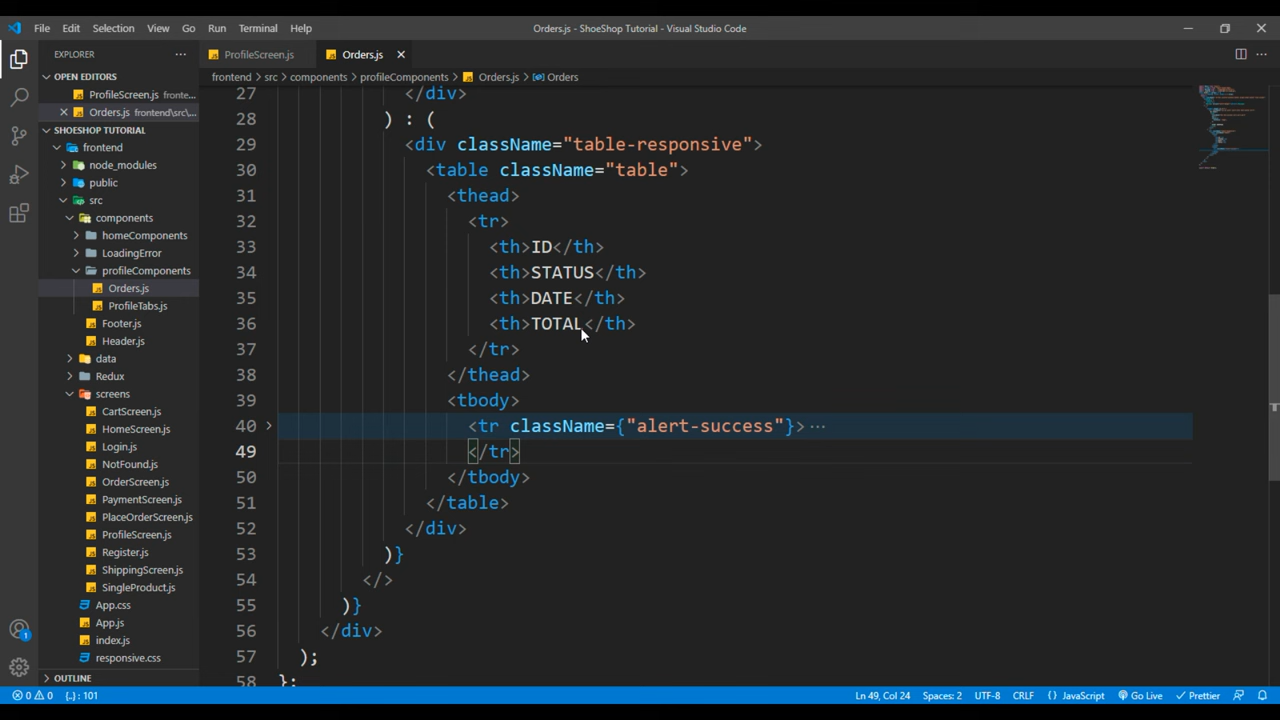 File Edit Selection View Go Run Terminal Help Orders.js - ShoeShop Tutorial - Visual Studio Code
EXPLORER ProfileScreen.js Orders.js
frontend > src > components > profileComponents > Orders.js > Orders
OPEN EDITORS
ProfileScreen.js fronte...
Orders.js frontend\src\...
SHOESHOP TUTORIAL
frontend
node_modules
public
src
components
homeComponents
LoadingError
profileComponents
Orders.js
ProfileTabs.js
Footer.js
Header.js
data
Redux
screens
CartScreen.js
HomeScreen.js
Login.js
NotFound.js
OrderScreen.js
PaymentScreen.js
PlaceOrderScreen.js
ProfileScreen.js
Register.js
ShippingScreen.js
SingleProduct.js
App.css
App.js
index.js
responsive.css
OUTLINE
27 </div>
28 ) : (
29 <div className="table-responsive">
30 <table className="table">
31 <thead>
32 <tr>
33 <th>ID</th>
34 <th>STATUS</th>
35 <th>DATE</th>
36 <th>TOTAL</th>
37 </tr>
38 </thead>
39 <tbody>
40 <tr className={"alert-success"}> ...
49 </tr>
50 </tbody>
51 </table>
52 </div>
53 )}
54 </>
55 )}
56 </div>
57 );
58 };
0 0 {..} : 101 Ln 49, Col 24 Spaces: 2 UTF-8 CRLF {} JavaScript Go Live Prettier